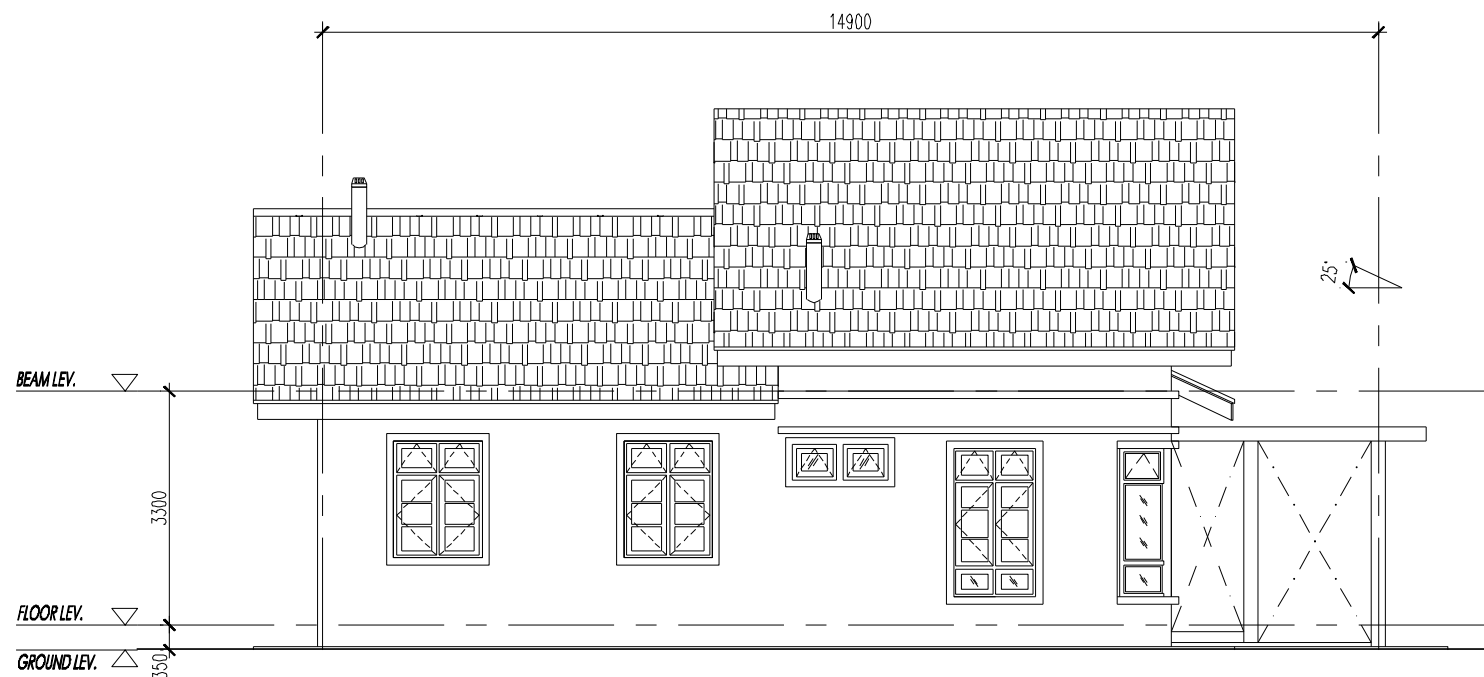 14900
25°
BEAM LEV.
3300
FLOOR LEV.
350
GROUND LEV.